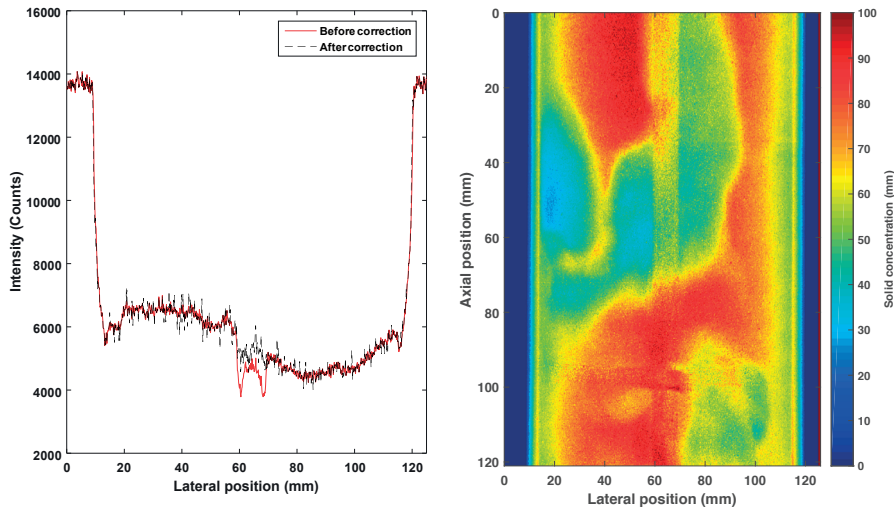 16000
14000
12000
10000
8000
6000
4000
2000
0 20 40 60 80 100 120
Lateral position (mm)
Intensity (Counts)
Before correction
After correction
0
20
40
60
80
100
120
0 20 40 60 80 100 120
Lateral position (mm)
Axial position (mm)
100
90
80
70
60
50
40
30
20
10
0
Solid concentration (mm)